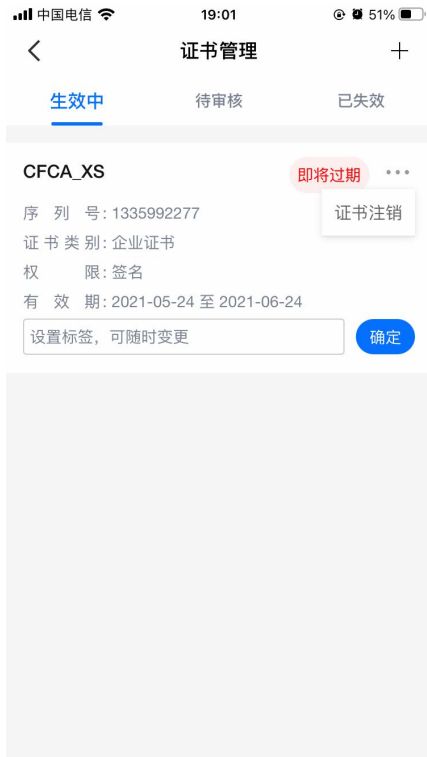 中国电信 19:01 51%
证书管理
生效中 待审核 已失效
CFCA_XS 即将过期
证书注销
序列号: 1335992277
证书类别: 企业证书
权限: 签名
有效期: 2021-05-24 至 2021-06-24
设置标签，可随时变更 确定